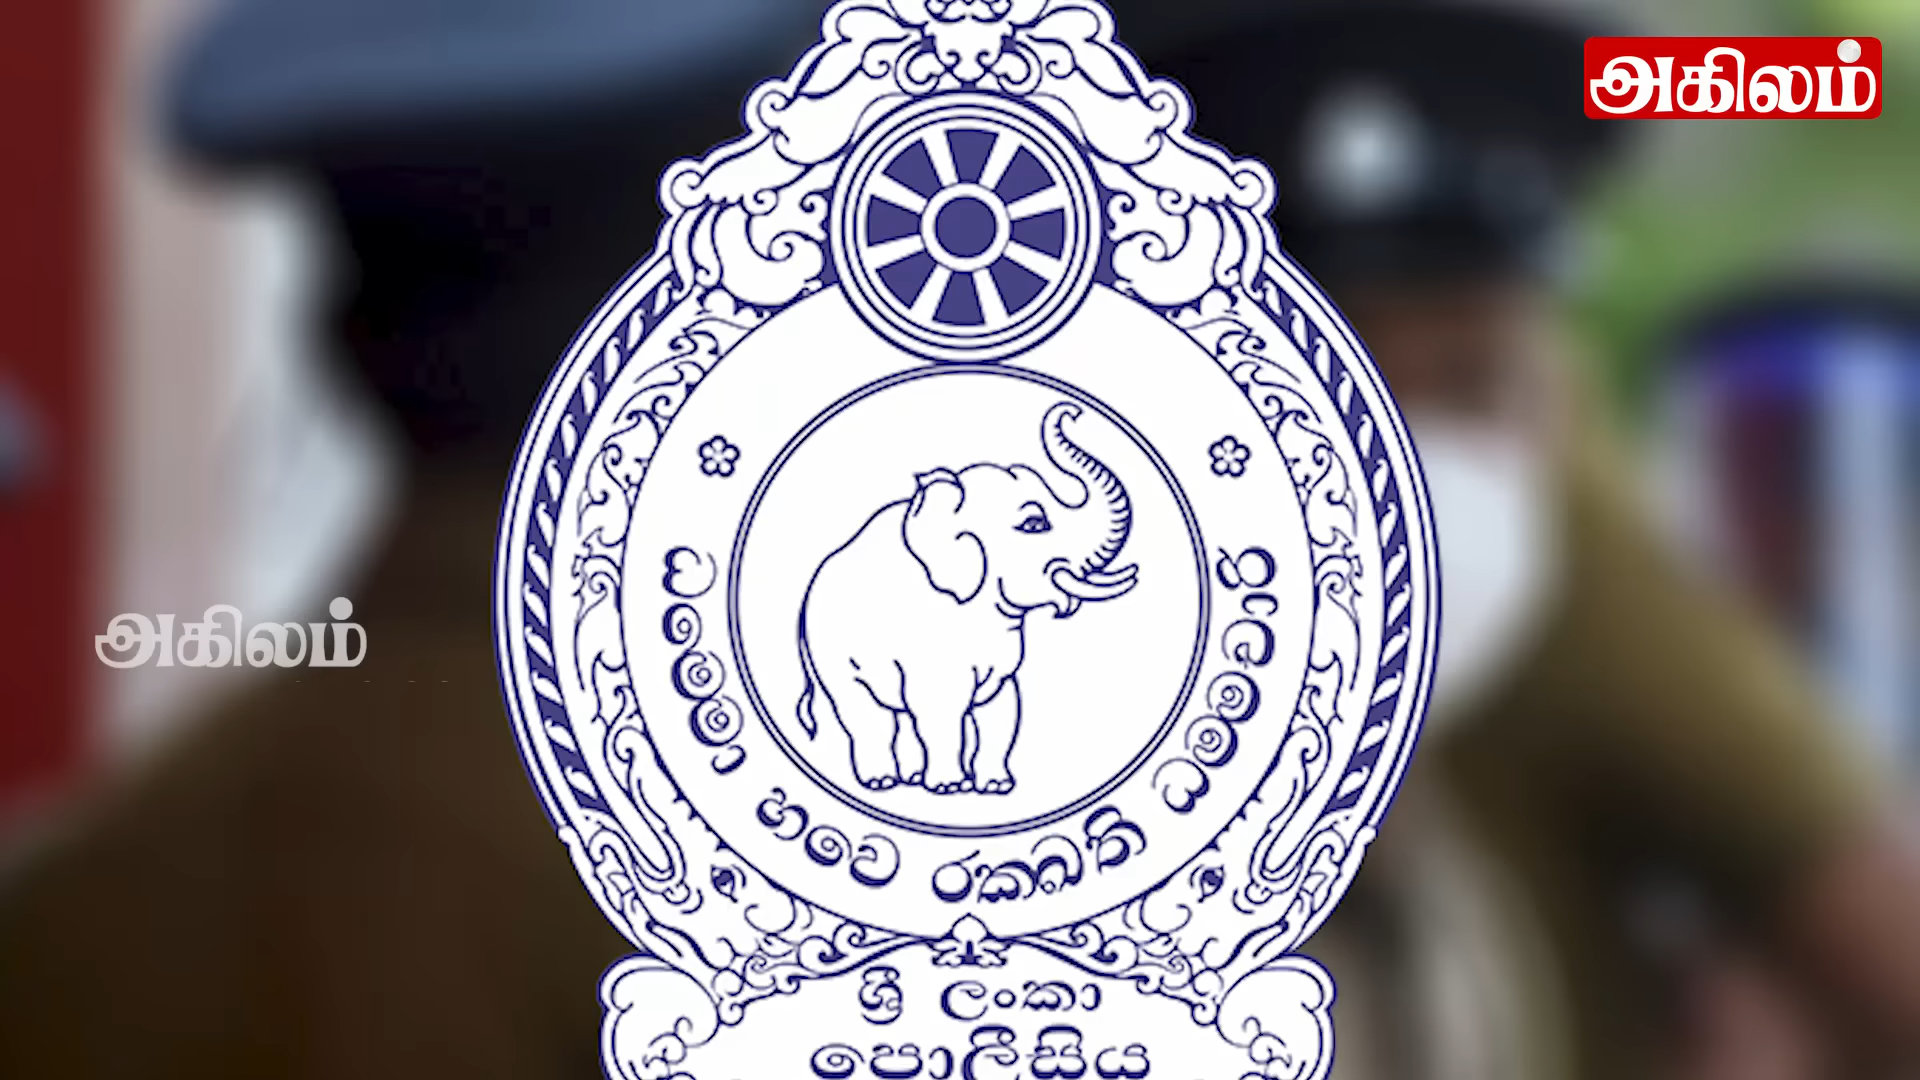 அகிலம்
அகிலம்
ධම්මො හවෙ රක්ඛති ධම්මචාරිං
ශ්‍රී ලංකා
පොලීසිය